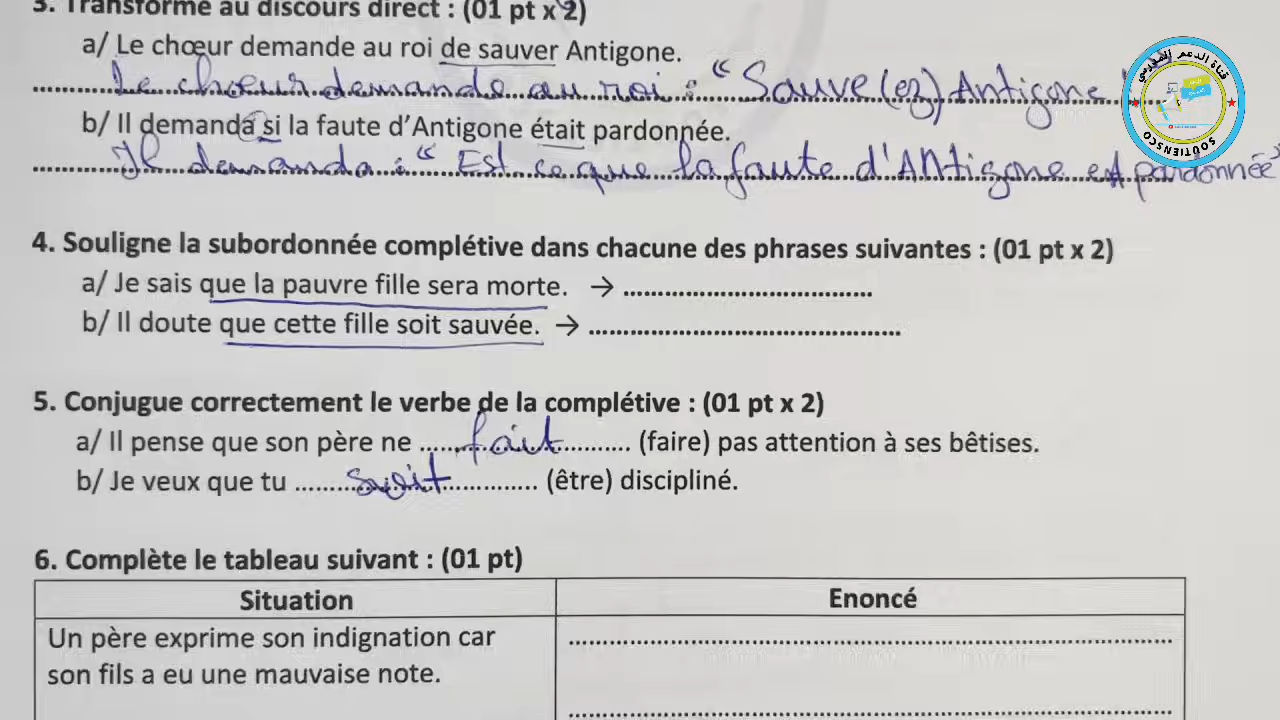 3. Transforme au discours direct : (01 pt x 2)
a/ Le chœur demande au roi de sauver Antigone.
Le chœur demande au roi : " Sauve (ez) Antigone
b/ Il demanda si la faute d'Antigone était pardonnée.
Il demanda : " Est ce que la faute d'Antigone est pardonnée"
4. Souligne la subordonnée complétive dans chacune des phrases suivantes : (01 pt x 2)
a/ Je sais que la pauvre fille sera morte. → ..................................
b/ Il doute que cette fille soit sauvée. → ..........................................
5. Conjugue correctement le verbe de la complétive : (01 pt x 2)
a/ Il pense que son père ne ......fait.......... (faire) pas attention à ses bêtises.
b/ Je veux que tu .......soit............ (être) discipliné.
6. Complète le tableau suivant : (01 pt)
Situation Enoncé
Un père exprime son indignation car
son fils a eu une mauvaise note.
قناة الدعم المدرسي
SOUTIENSCO